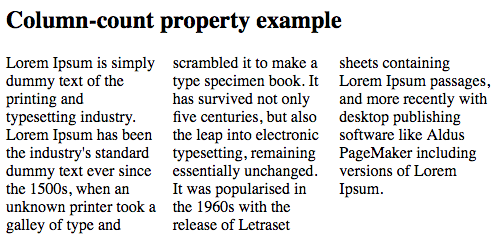 Column-count property example
Lorem Ipsum is simply
dummy text of the
printing and
typesetting industry.
Lorem Ipsum has been
the industry's standard
dummy text ever since
the 1500s, when an
unknown printer took a
galley of type and
scrambled it to make a
type specimen book. It
has survived not only
five centuries, but also
the leap into electronic
typesetting, remaining
essentially unchanged.
It was popularised in
the 1960s with the
release of Letraset
sheets containing
Lorem Ipsum passages,
and more recently with
desktop publishing
software like Aldus
PageMaker including
versions of Lorem
Ipsum.